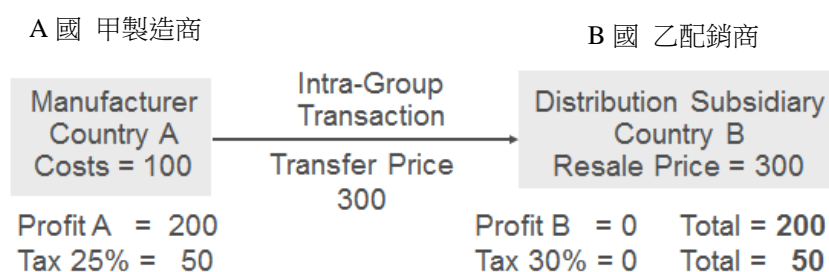 A 國 甲製造商
B 國 乙配銷商
Manufacturer
Country A
Costs = 100
Intra-Group
Transaction
Transfer Price
300
Distribution Subsidiary
Country B
Resale Price = 300
Profit A = 200
Tax 25% = 50
Profit B = 0 Total = 200
Tax 30% = 0 Total = 50